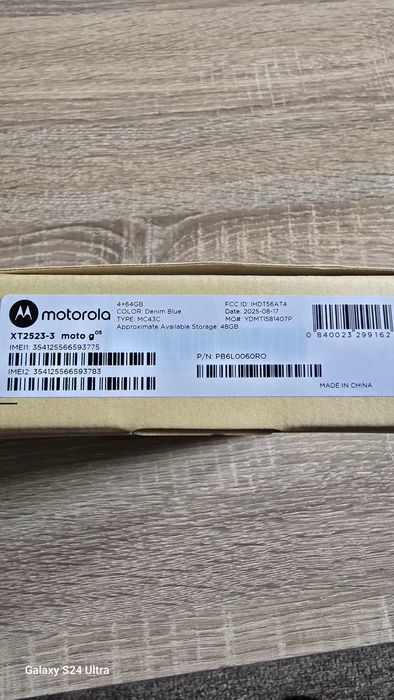 motorola
XT2523-3 moto g05
IMEI1: 354125566593775
IMEI2: 354125566593783
4+64GB
COLOR: Denim Blue
TYPE: MC43C
Approximate Available Storage: 48GB
FCC ID: IHDT56AT4
Date: 2025-08-17
MO#: YDMT1581407P
P/N: PB6L0060RO
0 840023 299162
MADE IN CHINA
Galaxy S24 Ultra